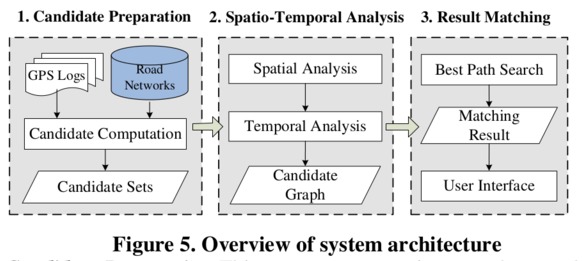 1. Candidate Preparation
2. Spatio-Temporal Analysis
3. Result Matching
GPS Logs
Road
Networks
Candidate Computation
Candidate Sets
Spatial Analysis
Temporal Analysis
Candidate
Graph
Best Path Search
Matching
Result
User Interface
Figure 5. Overview of system architecture